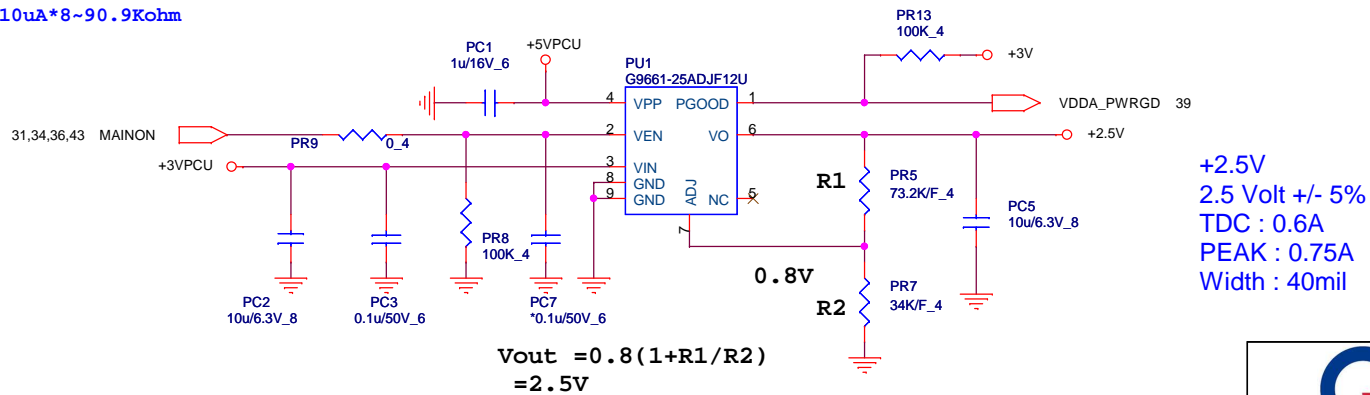 10uA*8~90.9Kohm
PR13
100K_4
+3V
PC1
1u/16V_6
+5VPCU
PU1
G9661-25ADJF12U
4 VPP PGOOD 1
VDDA_PWRGD 39
31,34,36,43 MAINON
PR9 0_4
2 VEN VO 6
+2.5V
+3VPCU
3 VIN
8 GND
9 GND
ADJ
NC 5
7
R1
PR5
73.2K/F_4
PC5
10u/6.3V_8
+2.5V
2.5 Volt +/- 5%
TDC : 0.6A
PEAK : 0.75A
Width : 40mil
PR8
100K_4
0.8V
R2
PR7
34K/F_4
PC2
10u/6.3V_8
PC3
0.1u/50V_6
PC7
*0.1u/50V_6
Vout =0.8(1+R1/R2)
=2.5V